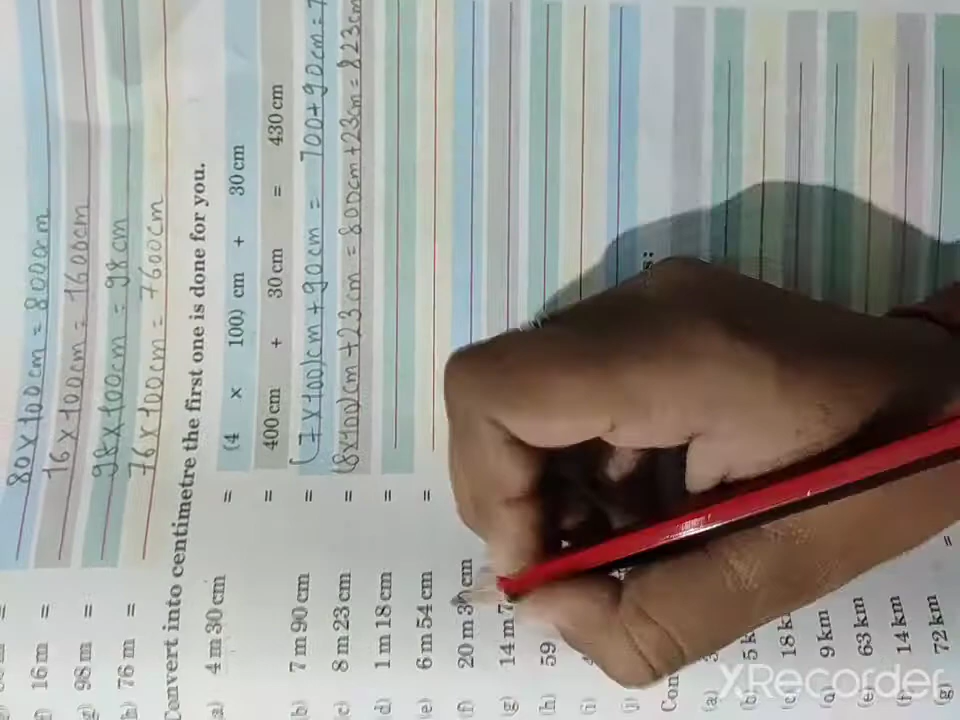 80 x 100 cm = 8000 cm
f) 16 m = 16 x 100 cm = 1600 cm
g) 98 m = 98 x 100 cm = 98 cm
h) 76 m = 76 x 100 cm = 7600 cm
Convert into centimetre the first one is done for you.
a) 4 m 30 cm = (4 x 100) cm + 30 cm
= 400 cm + 30 cm = 430 cm
(b) 7 m 90 cm = (7 x 100) cm + 90 cm = 700 + 90 cm =
(c) 8 m 23 cm = (8 x 100) cm + 23 cm = 800 cm + 23 cm = 823 cm
d) 1 m 18 cm =
(e) 6 m 54 cm =
(f) 20 m cm
(g) 14 m 7
(h) 59
(i)
(j)
Con s:
(a)
(b) 5 k
(c) 18 k
9 km
(e) 63 km
14 km
(g) 72 km =
XRecorder